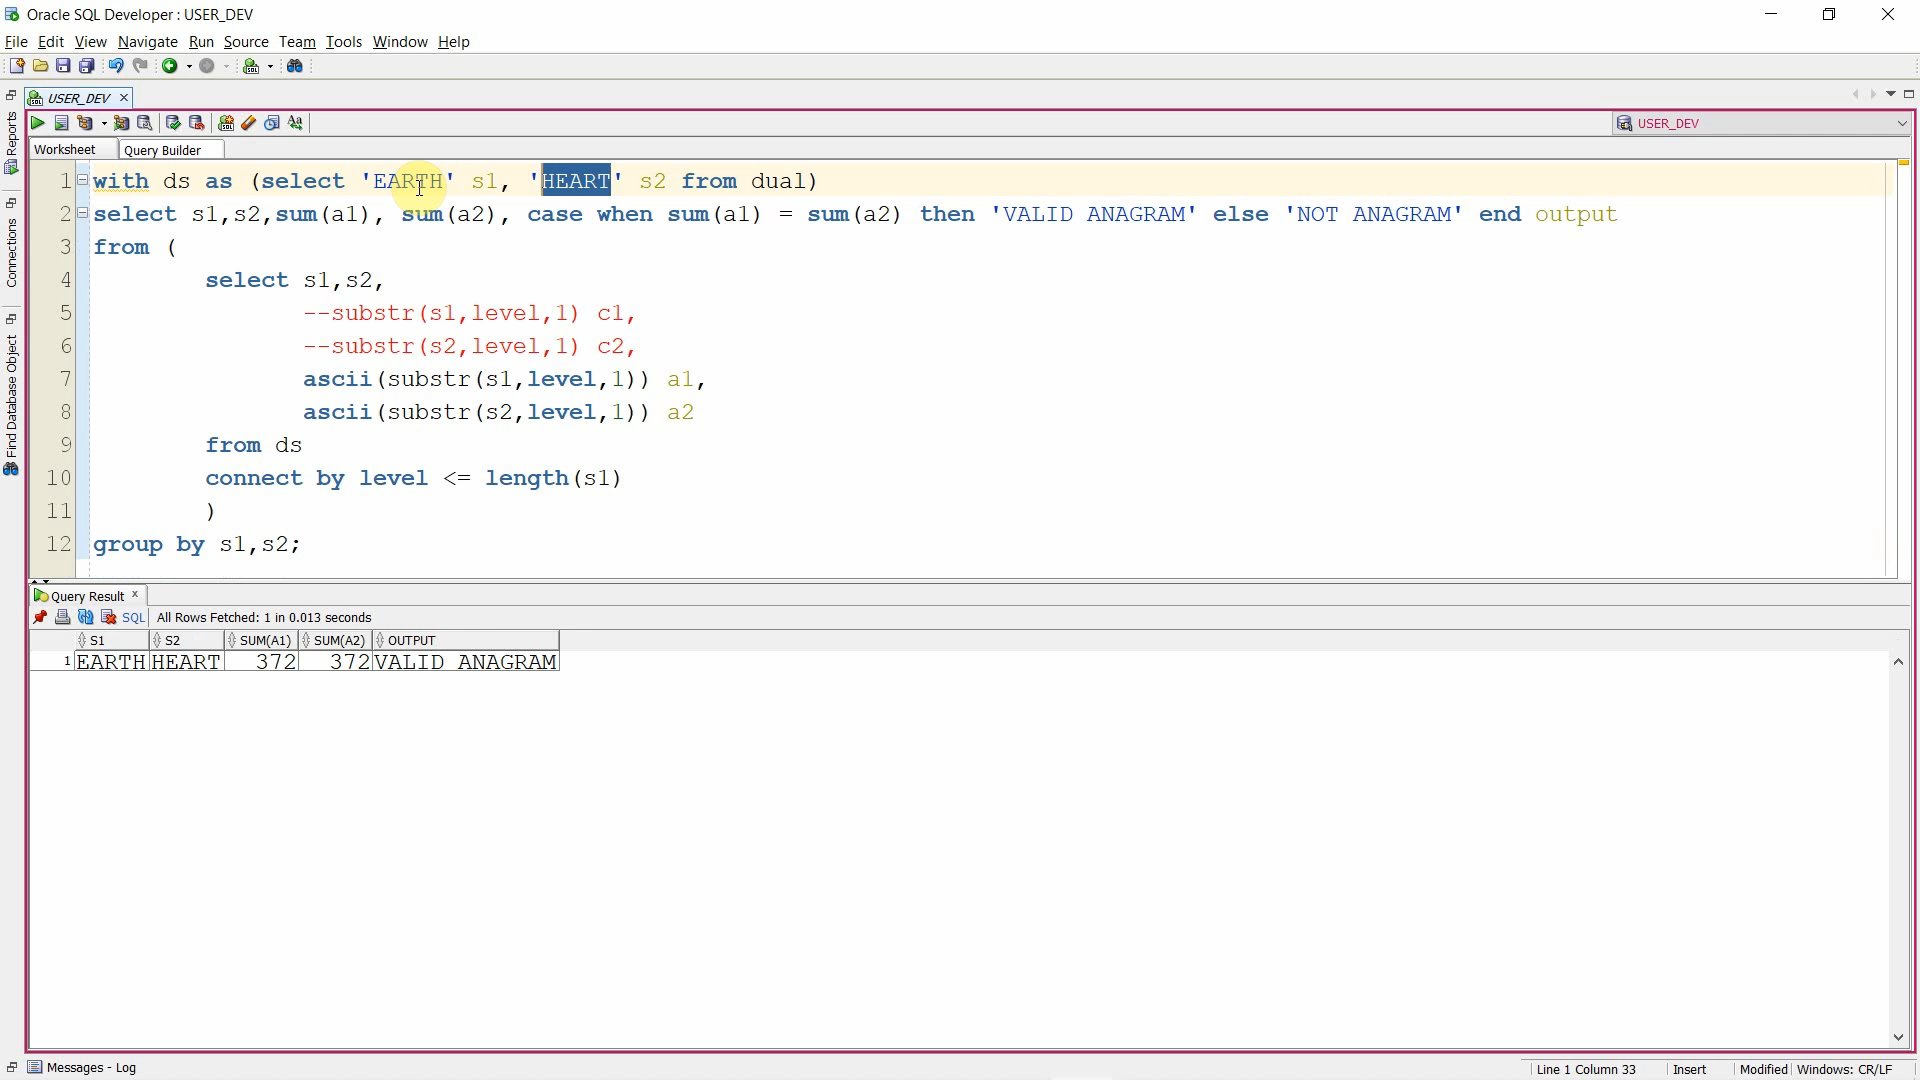 Oracle SQL Developer : USER_DEV
File Edit View Navigate Run Source Team Tools Window Help
USER_DEV
USER_DEV
Worksheet Query Builder
Reports
Connections
Find Database Object
1 with ds as (select 'EARTH' s1, 'HEART' s2 from dual)
2 select s1,s2,sum(a1), sum(a2), case when sum(a1) = sum(a2) then 'VALID ANAGRAM' else 'NOT ANAGRAM' end output
3 from (
4 select s1,s2,
5 --substr(s1,level,1) c1,
6 --substr(s2,level,1) c2,
7 ascii(substr(s1,level,1)) a1,
8 ascii(substr(s2,level,1)) a2
9 from ds
10 connect by level <= length(s1)
11 )
12 group by s1,s2;
Query Result
SQL All Rows Fetched: 1 in 0.013 seconds
S1 S2 SUM(A1) SUM(A2) OUTPUT
1 EARTH HEART 372 372 VALID ANAGRAM
Messages - Log
Line 1 Column 33 Insert Modified Windows: CR/LF